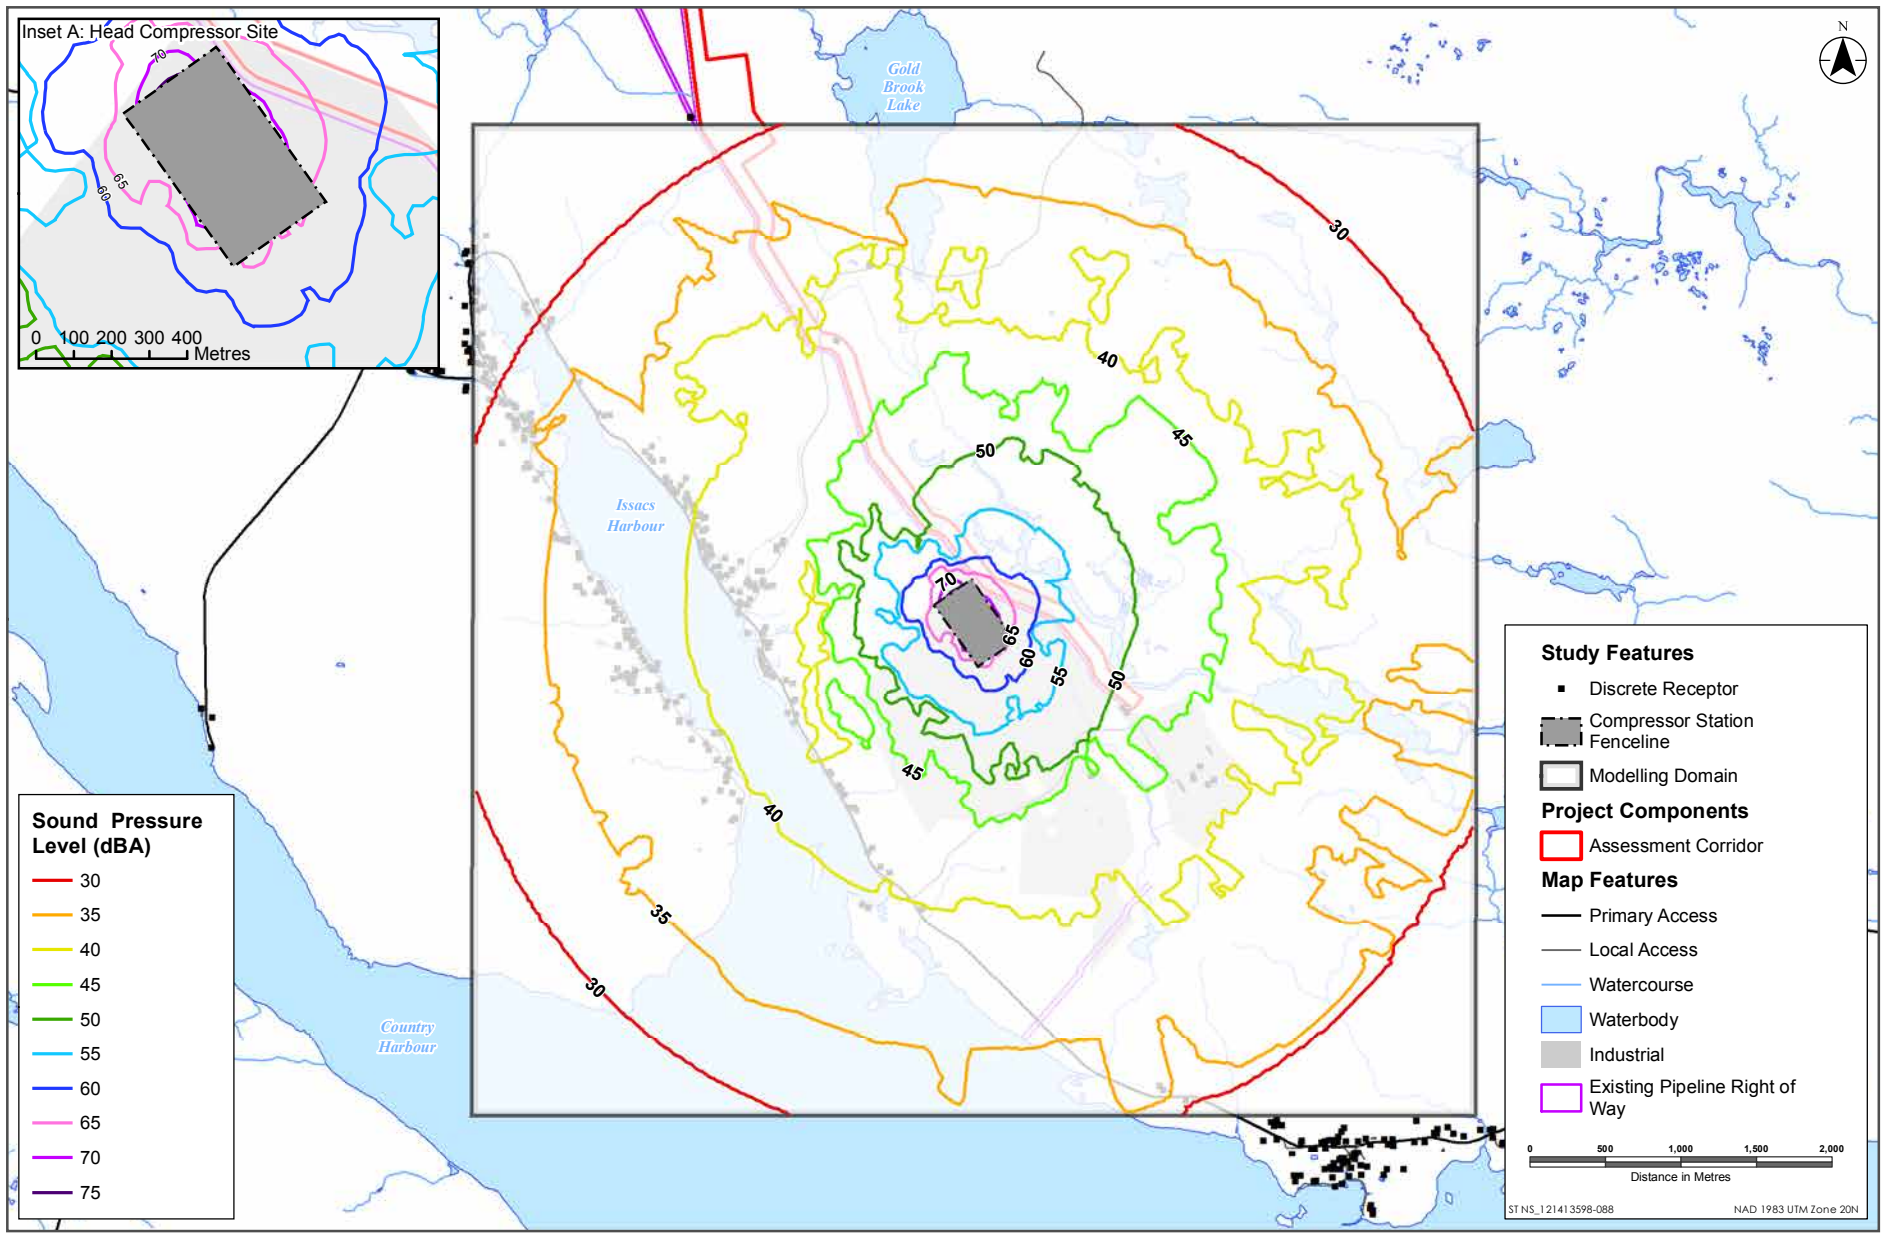 Inset A: Head Compressor Site
70
65
60
0 100 200 300 400
Metres
Gold
Brook
Lake
N
30
40
45
50
Issacs
Harbour
70
65
60
55
50
45
40
35
30
Country
Harbour
Sound Pressure
Level (dBA)
30
35
40
45
50
55
60
65
70
75
Study Features
Discrete Receptor
Compressor Station
Fenceline
Modelling Domain
Project Components
Assessment Corridor
Map Features
Primary Access
Local Access
Watercourse
Waterbody
Industrial
Existing Pipeline Right of
Way
0 500 1,000 1,500 2,000
Distance in Metres
ST NS_121413598-088
NAD 1983 UTM Zone 20N